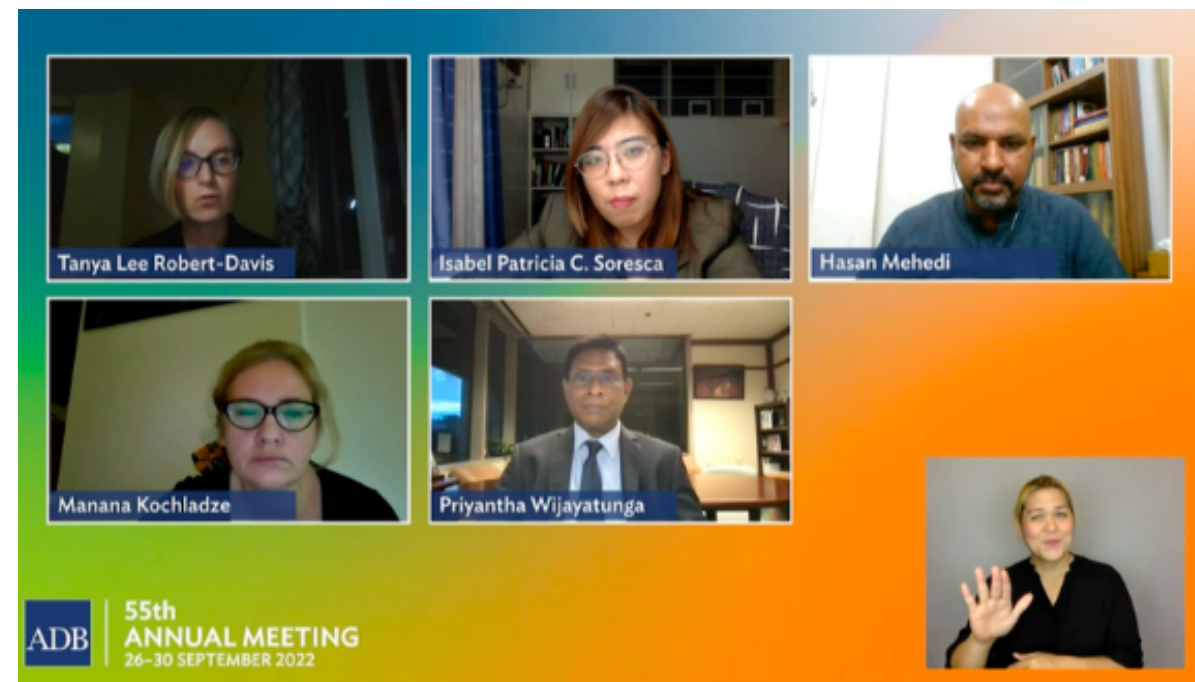 Tanya Lee Robert-Davis
Isabel Patricia C. Soresca
Hasan Mehedi
Manana Kochladze
Priyantha Wijayatunga
ADB
55th
ANNUAL MEETING
26–30 SEPTEMBER 2022